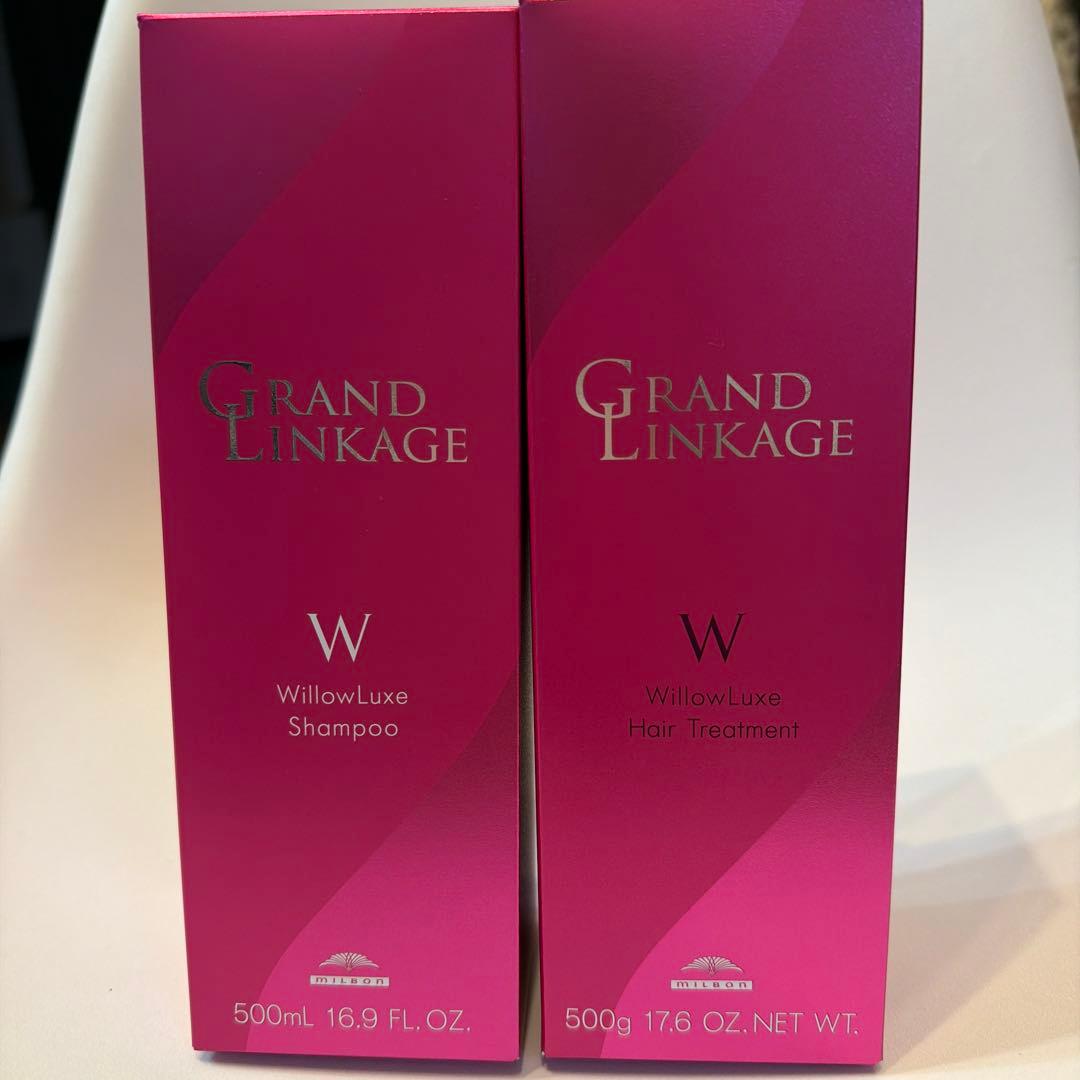 GRAND
LINKAGE
W
WillowLuxe
Shampoo
MILBON
500mL 16.9 FL. OZ.
GRAND
LINKAGE
W
WillowLuxe
Hair Treatment
MILBON
500g 17.6 OZ. NET WT.